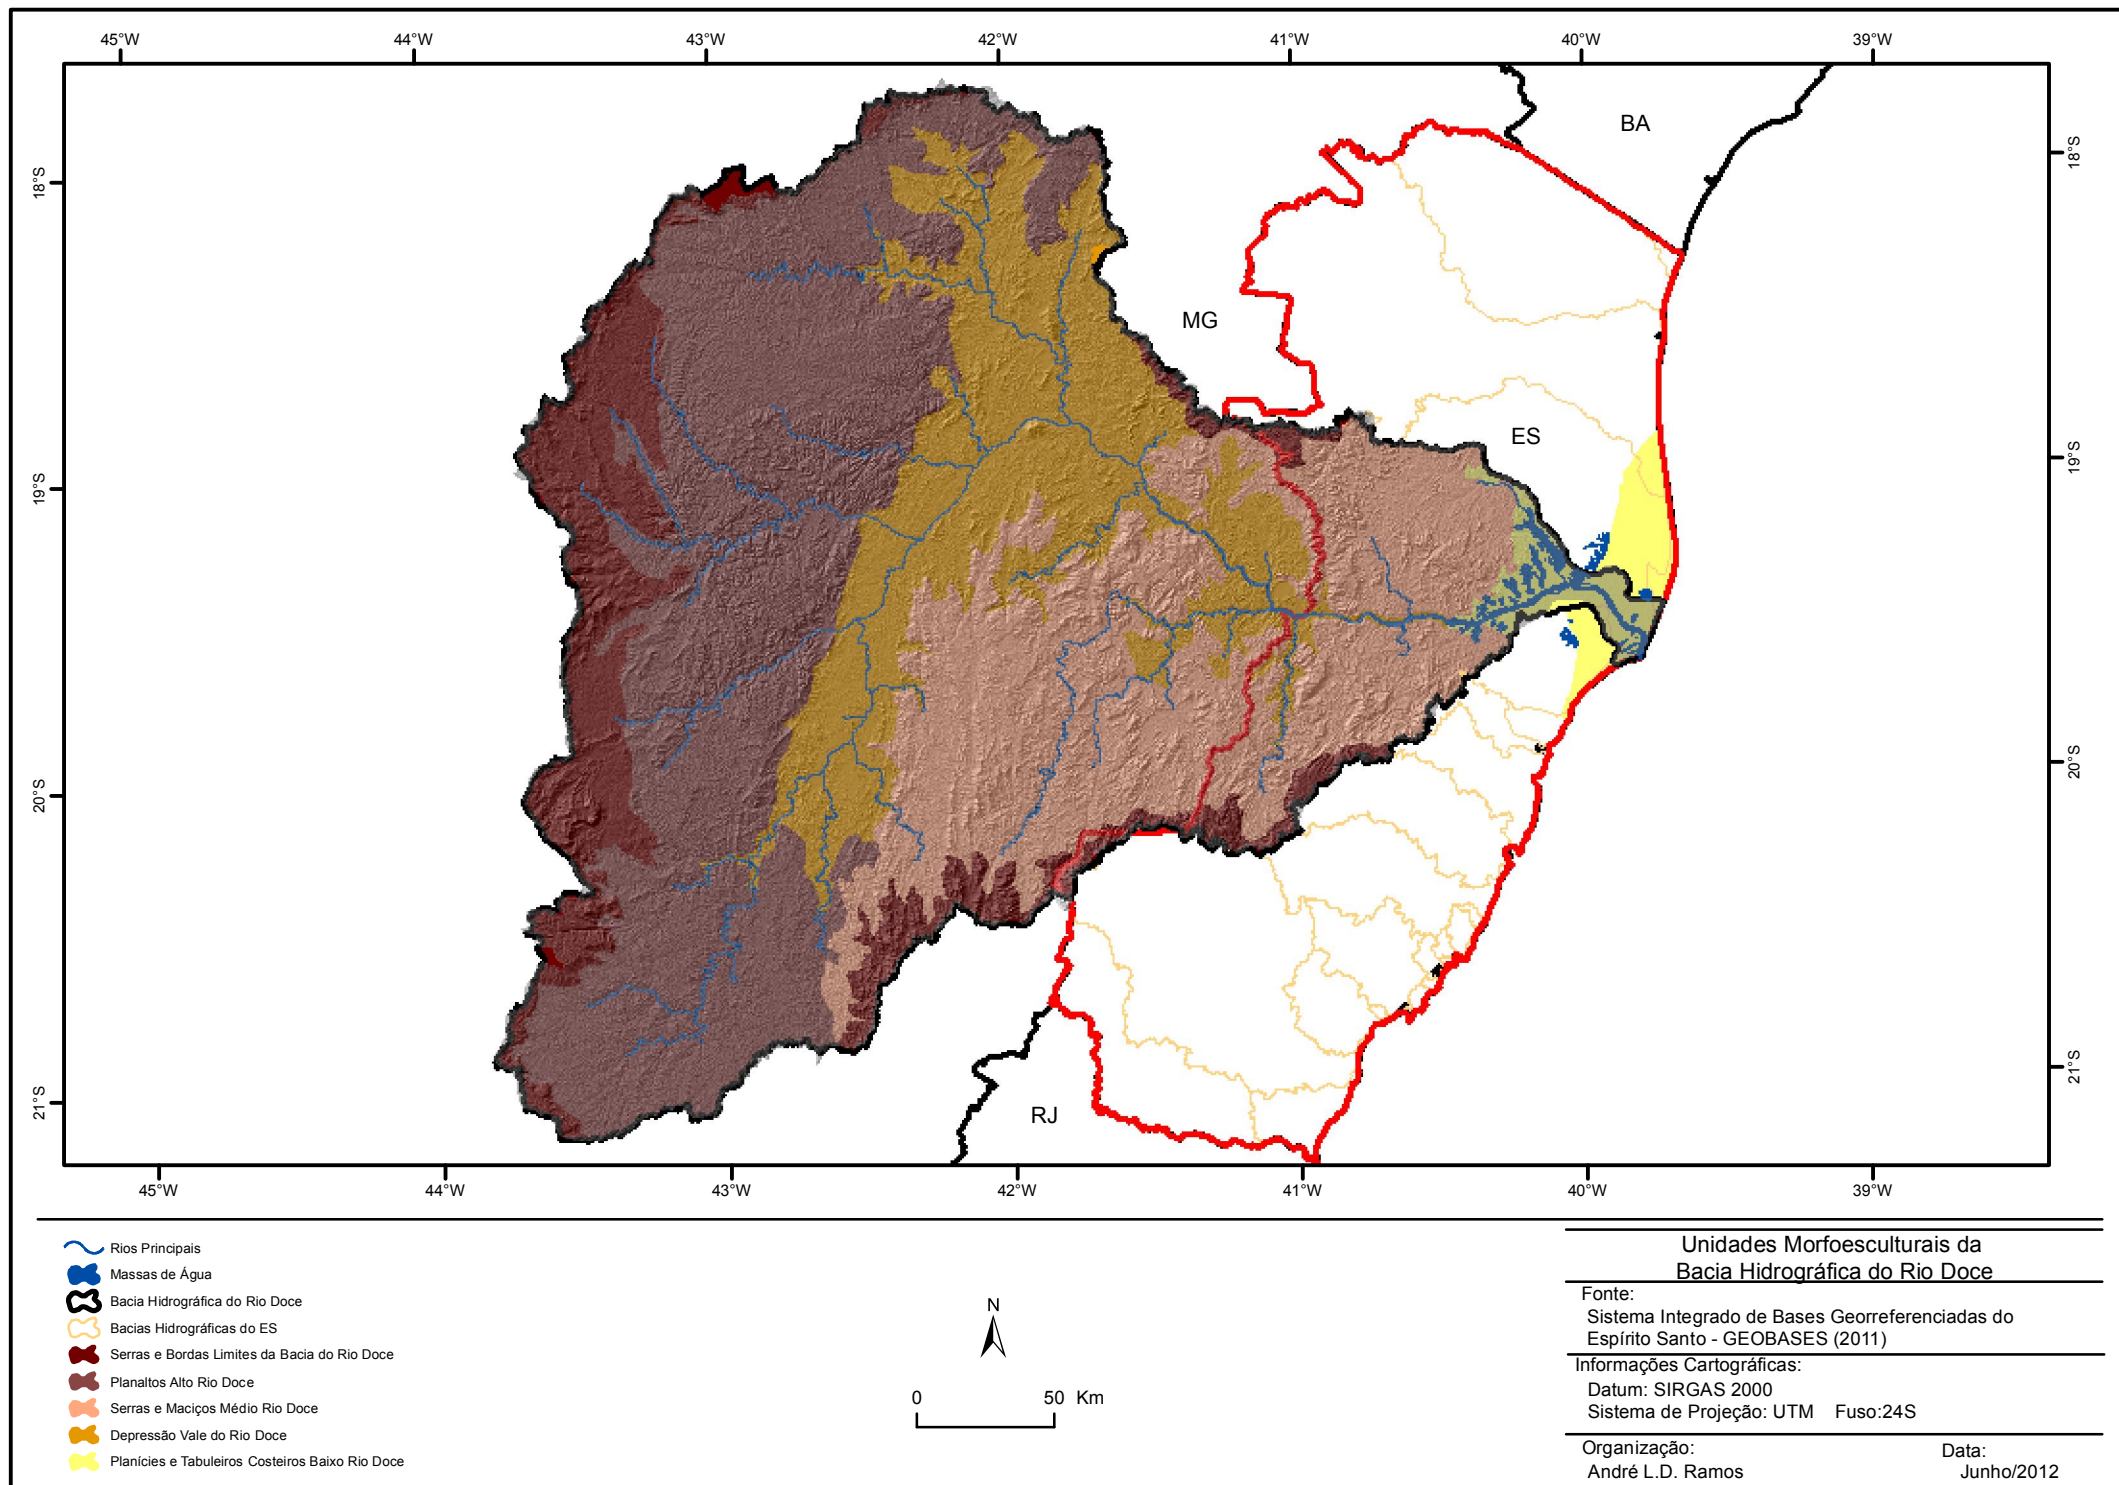 45°W 44°W 43°W 42°W 41°W 40°W 39°W
18°S
18°S
19°S
19°S
20°S
20°S
21°S
21°S
BA
MG
ES
RJ
45°W 44°W 43°W 42°W 41°W 40°W 39°W
Rios Principais
Massas de Água
Bacia Hidrográfica do Rio Doce
Bacias Hidrográficas do ES
Serras e Bordas Limites da Bacia do Rio Doce
Planaltos Alto Rio Doce
Serras e Maciços Médio Rio Doce
Depressão Vale do Rio Doce
Planícies e Tabuleiros Costeiros Baixo Rio Doce
N
0 50 Km
Unidades Morfoesculturais da
Bacia Hidrográfica do Rio Doce
Fonte:
Sistema Integrado de Bases Georreferenciadas do
Espírito Santo - GEOBASES (2011)
Informações Cartográficas:
Datum: SIRGAS 2000
Sistema de Projeção: UTM Fuso:24S
Organização: Data:
André L.D. Ramos Junho/2012